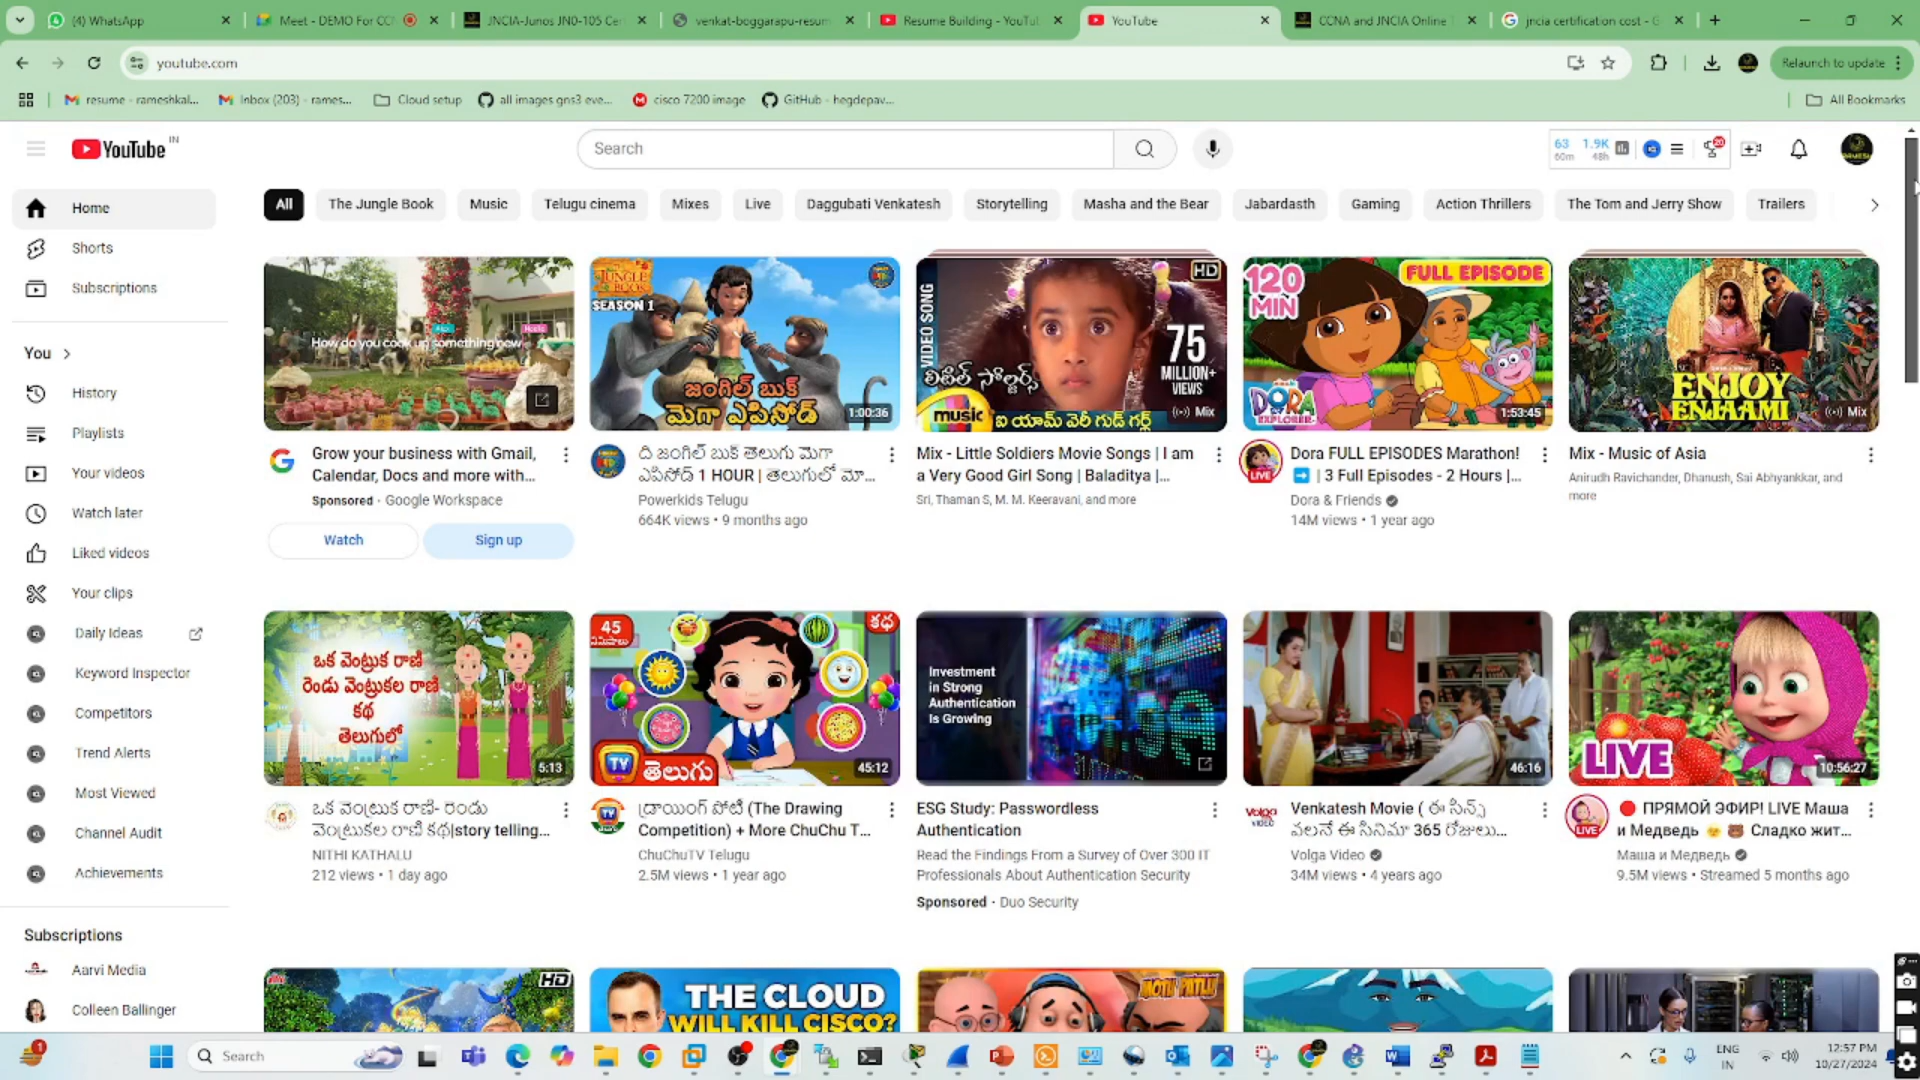 (4) WhatsApp
Meet - DEMO For CC
JNCIA-Junos JN0-105 Cer
venkat-boggarapu-resum
Resume Building - YouTul
YouTube
CCNA and JNCIA Online
jncia certification cost - G
youtube.com
Relaunch to update
resume - rameshkal...
Inbox (203) - rames...
Cloud setup
all images gns3 eve...
cisco 7200 image
GitHub - hegdepav...
All Bookmarks
YouTube IN
Search
63 1.9K
60m 48h
20
Home
Shorts
Subscriptions
You
History
Playlists
Your videos
Watch later
Liked videos
Your clips
Daily Ideas
Keyword Inspector
Competitors
Trend Alerts
Most Viewed
Channel Audit
Achievements
Subscriptions
Aarvi Media
Colleen Ballinger
All
The Jungle Book
Music
Telugu cinema
Mixes
Live
Daggubati Venkatesh
Storytelling
Masha and the Bear
Jabardasth
Gaming
Action Thrillers
The Tom and Jerry Show
Trailers
How do you cook up something new
Grow your business with Gmail,
Calendar, Docs and more with...
Sponsored · Google Workspace
Watch
Sign up
JUNGLE
BOOK
SEASON 1
జంగిల్ బుక్
మెగా ఎపిసోడ్
1:00:36
ది జంగిల్ బుక్ తెలుగు మెగా
ఎపిసోడ్ 1 HOUR | తెలుగులో మో...
Powerkids Telugu
664K views • 9 months ago
HD
VIDEO SONG
75
MILLION+
VIEWS
లిటిల్ సోల్జర్స్
Mix
music
ఐ యామ్ వెరీ గుడ్ గర్ల్
Mix - Little Soldiers Movie Songs | I am
a Very Good Girl Song | Baladitya |...
Sri, Thaman S, M. M. Keeravani, and more
120
MIN
FULL EPISODE
DORA
EXPLORER
1:53:45
LIVE
Dora FULL EPISODES Marathon!
➡️ | 3 Full Episodes - 2 Hours |...
Dora & Friends
14M views • 1 year ago
ENJOY
ENJAAMI
Mix
Mix - Music of Asia
Anirudh Ravichander, Dhanush, Sai Abhyankkar, and
more
ఒక వెంట్రుక రాణి
రెండు వెంట్రుకల రాణి
కథ
తెలుగులో
5:13
ఒక వెంట్రుక రాణి- రెండు
వెంట్రుకల రాణి కథ|story telling...
NITHI KATHALU
212 views • 1 day ago
45
నిమిషాలు
కథ
TV
తెలుగు
45:12
డ్రాయింగ్ పోటీ (The Drawing
Competition) + More ChuChu T...
ChuChuTV Telugu
2.5M views • 1 year ago
Investment
in Strong
Authentication
Is Growing
ESG Study: Passwordless
Authentication
Read the Findings From a Survey of Over 300 IT
Professionals About Authentication Security
Sponsored · Duo Security
46:16
Volga
VIDEO
Venkatesh Movie ( ఈ సీన్స్
వలనే ఈ సినిమా 365 రోజులు...
Volga Video
34M views • 4 years ago
LIVE
10:56:27
LIVE
🔴 ПРЯМОЙ ЭФИР! LIVE Маша
и Медведь 👧 🐻 Сладко жит...
Маша и Медведь
9.5M views • Streamed 5 months ago
HD
THE CLOUD
WILL KILL CISCO?
MOTU PATLU
1
Search
ENG
IN
12:57 PM
10/27/2024